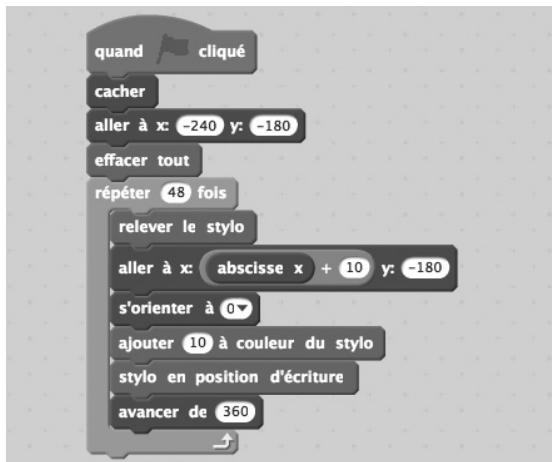 quand cliqué
cacher
aller à x: -240 y: -180
effacer tout
répéter 48 fois
relever le stylo
aller à x: abscisse x + 10 y: -180
s'orienter à 0
ajouter 10 à couleur du stylo
stylo en position d'écriture
avancer de 360